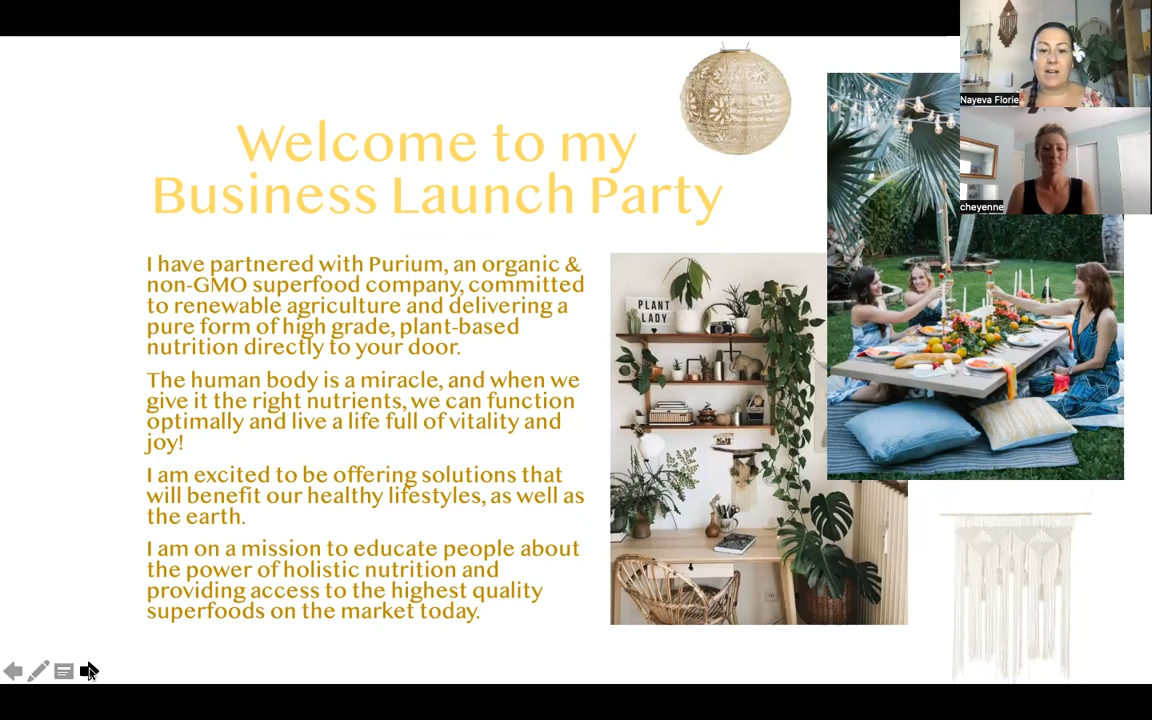 Nayeva Florie
cheyenne
Welcome to my
Business Launch Party
I have partnered with Purium, an organic &
non-GMO superfood company, committed
to renewable agriculture and delivering a
pure form of high grade, plant-based
nutrition directly to your door.
The human body is a miracle, and when we
give it the right nutrients, we can function
optimally and live a life full of vitality and
joy!
I am excited to be offering solutions that
will benefit our healthy lifestyles, as well as
the earth.
I am on a mission to educate people about
the power of holistic nutrition and
providing access to the highest quality
superfoods on the market today.
PLANT
LADY